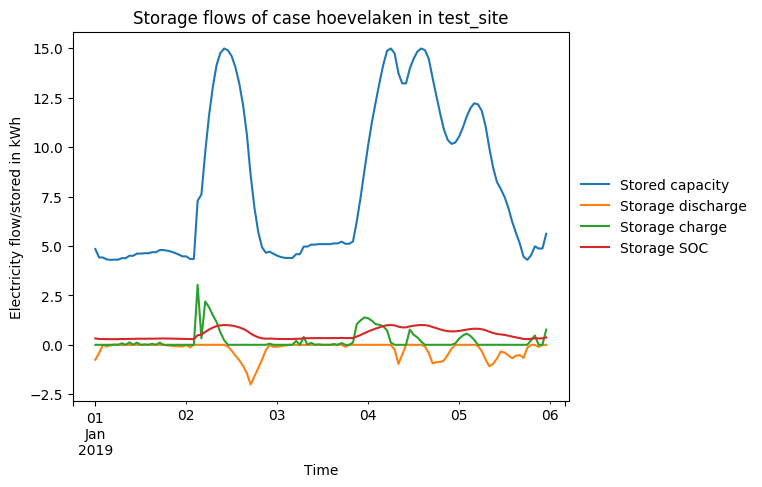 Storage flows of case hoevelaken in test_site
Electricity flow/stored in kWh
15.0
12.5
10.0
7.5
5.0
2.5
0.0
−2.5
01
Jan
2019
02
03
04
05
06
Time
Stored capacity
Storage discharge
Storage charge
Storage SOC